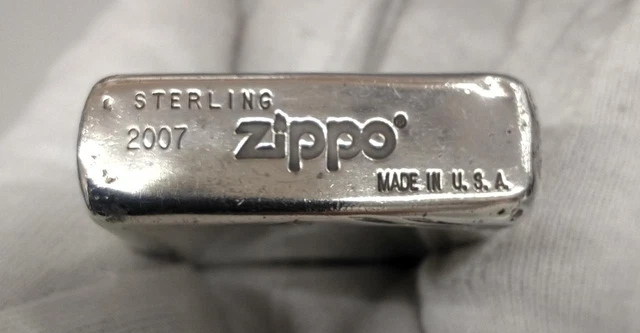 C STERLING
2007 zippo®
MADE IN U.S.A.